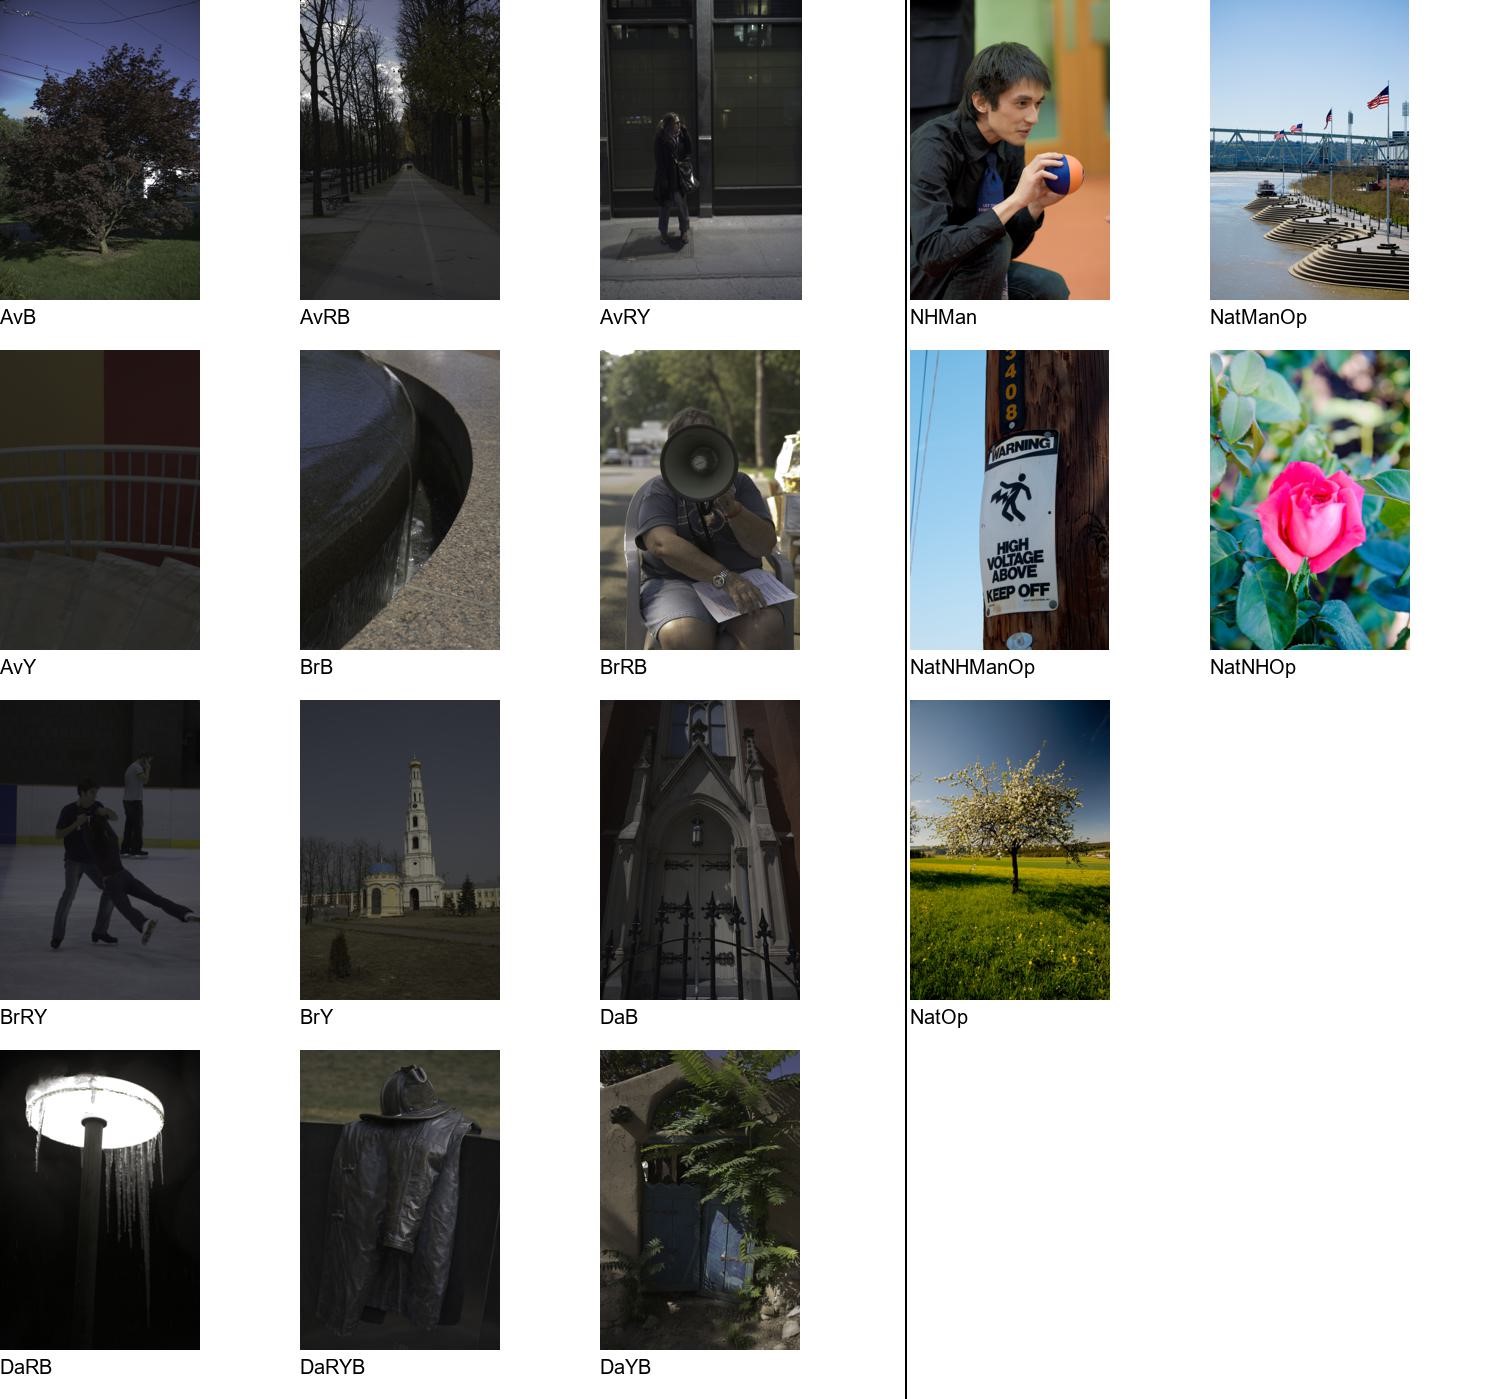 AvB
AvRB
AvRY
NHMan
NatManOp
AvY
BrB
BrRB
3408
WARNING
HIGH
VOLTAGE
ABOVE
KEEP OFF
NatNHManOp
NatNHOp
BrRY
BrY
DaB
NatOp
DaRB
DaRYB
DaYB